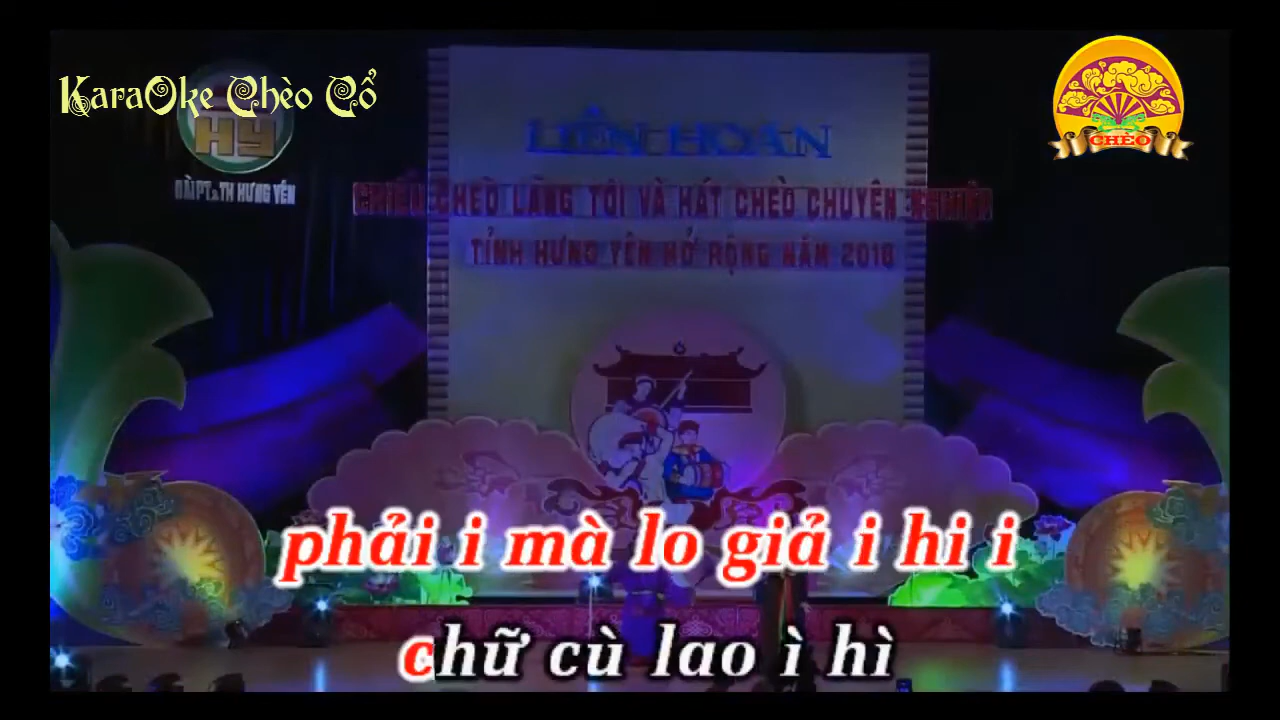 KaraOke Chèo Cổ
HY
ĐÀI PT&TH HƯNG YÊN
CHÈO
LIÊN HOAN
CHIẾU CHÈO LÀNG TÔI VÀ HÁT CHÈO CHUYÊN NGHIỆP
TỈNH HƯNG YÊN MỞ RỘNG NĂM 2018
phải i mà lo giả i hi i
chữ cù lao ì hì